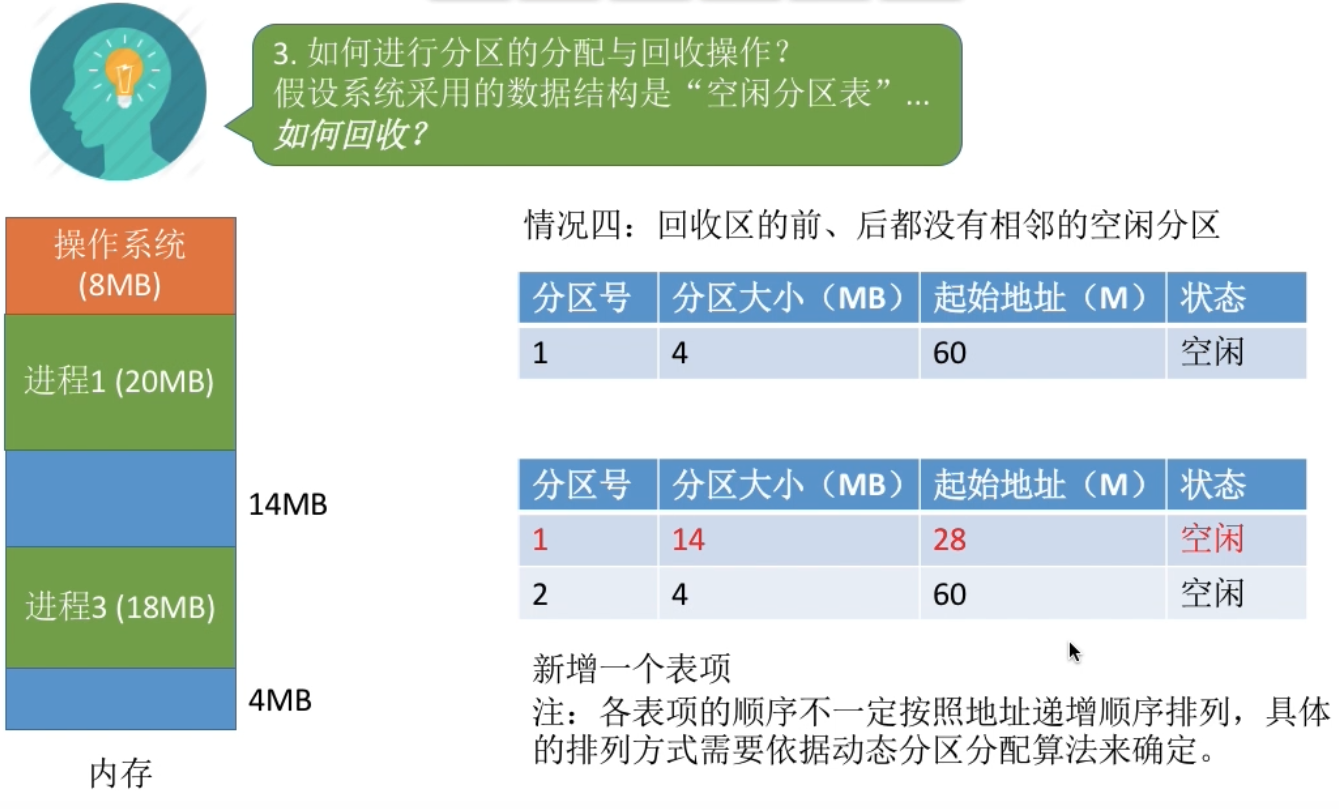 3. 如何进行分区的分配与回收操作？
假设系统采用的数据结构是“空闲分区表”...
如何回收？
操作系统
(8MB)
进程1 (20MB)
14MB
进程3 (18MB)
4MB
内存
情况四：回收区的前、后都没有相邻的空闲分区
分区号 分区大小（MB） 起始地址（M） 状态
1 4 60 空闲
分区号 分区大小（MB） 起始地址（M） 状态
1 14 28 空闲
2 4 60 空闲
新增一个表项
注：各表项的顺序不一定按照地址递增顺序排列，具体
的排列方式需要依据动态分区分配算法来确定。